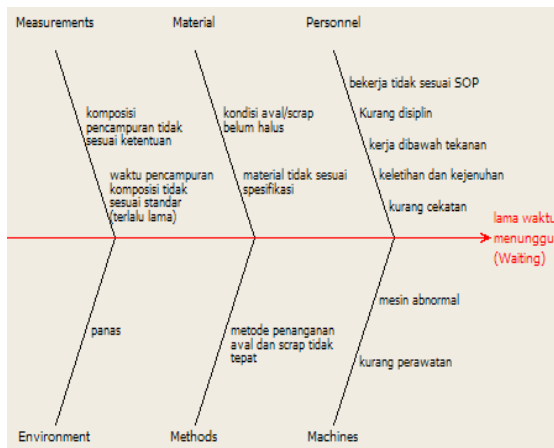 Measurements
Material
Personnel
komposisi
pencampuran tidak
sesuai ketentuan
waktu pencampuran
komposisi tidak
sesuai standar
(terlalu lama)
kondisi aval/scrap
belum halus
material tidak sesuai
spesifikasi
bekerja tidak sesuai SOP
Kurang disiplin
kerja dibawah tekanan
keletihan dan kejenuhan
kurang cekatan
lama waktu
menunggu
(Waiting)
panas
metode penanganan
aval dan scrap tidak
tepat
mesin abnormal
kurang perawatan
Environment
Methods
Machines